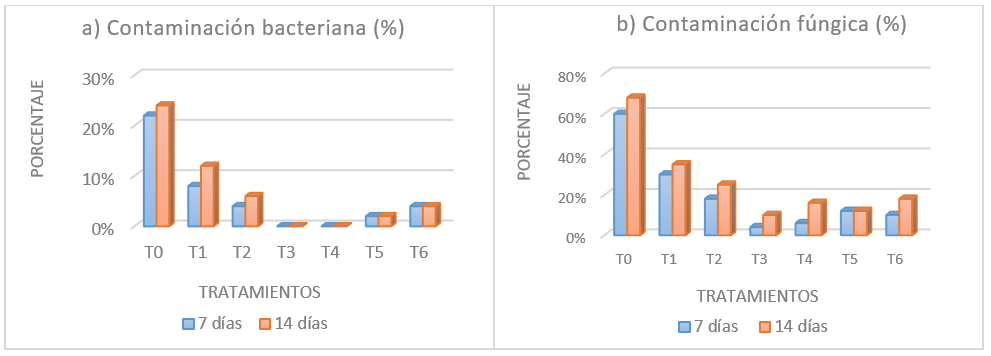 a) Contaminación bacteriana (%)
PORCENTAJE
30%
20%
10%
0%
T0 T1 T2 T3 T4 T5 T6
TRATAMIENTOS
7 días 14 días
b) Contaminación fúngica (%)
PORCENTAJE
80%
60%
40%
20%
0%
T0 T1 T2 T3 T4 T5 T6
TRATAMIENTOS
7 días 14 días